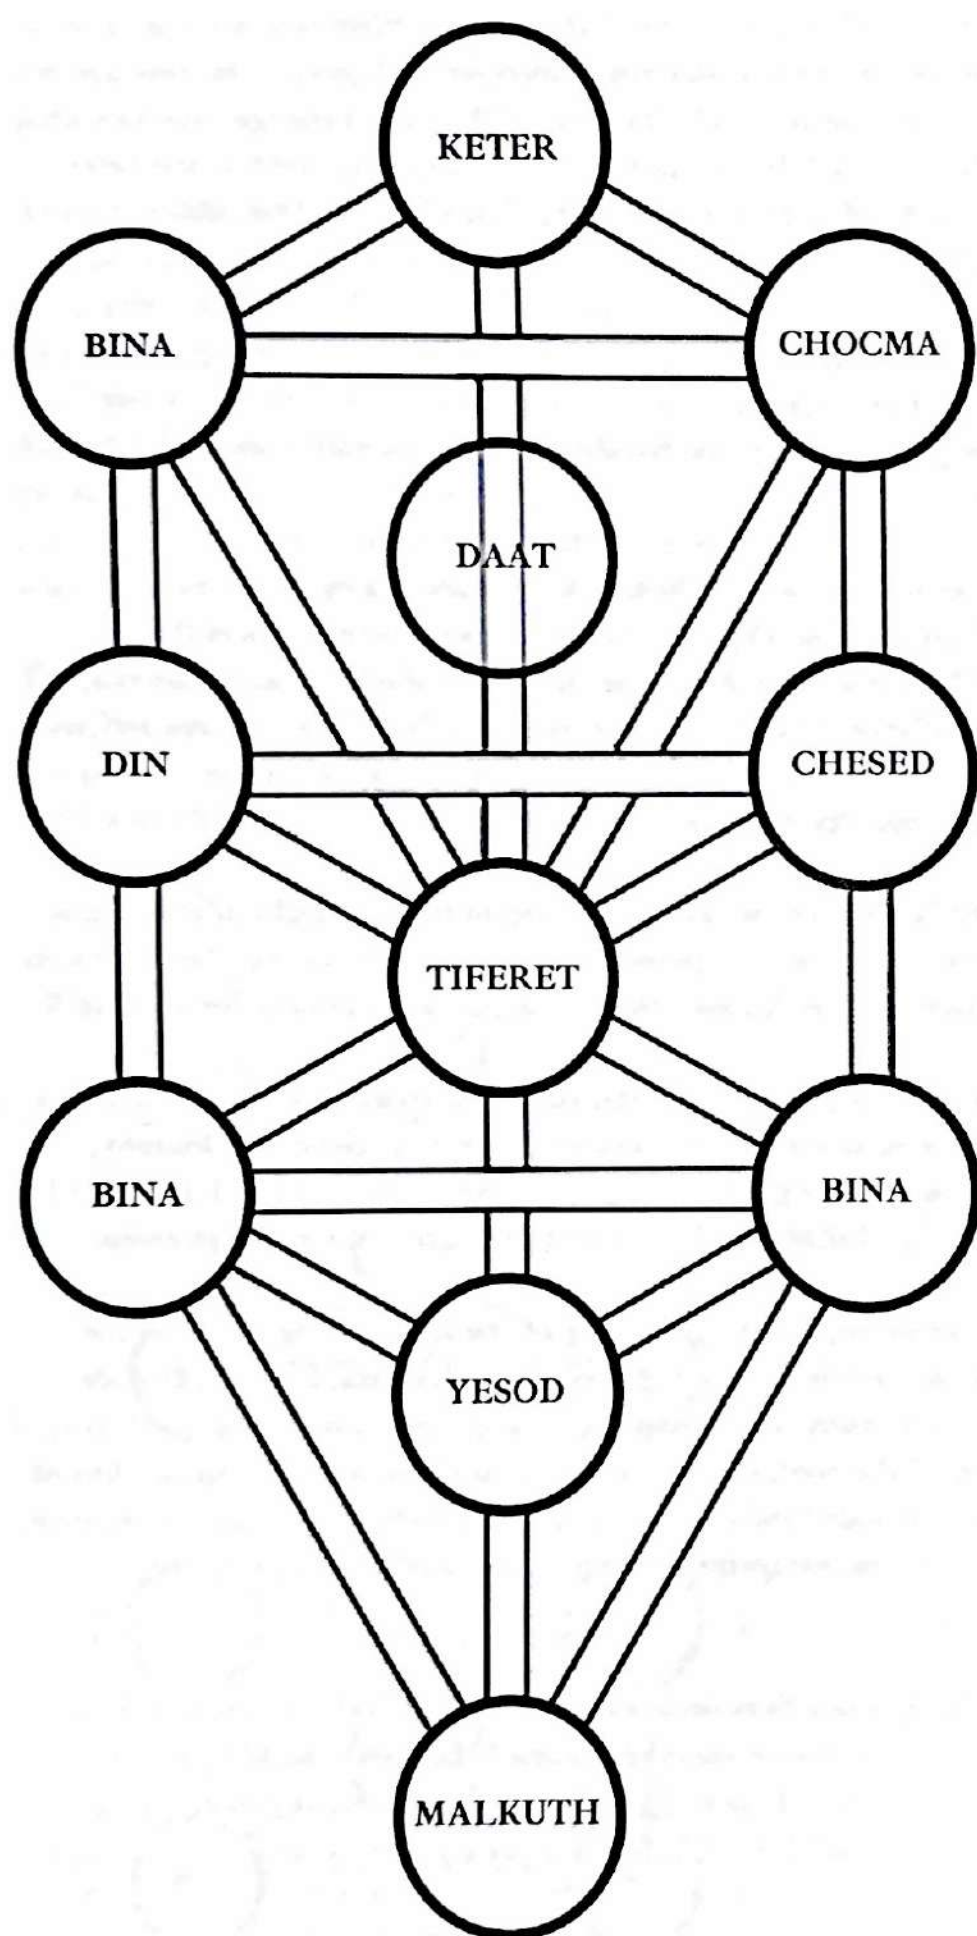 KETER
BINA
CHOCMA
DAAT
DIN
CHESED
TIFERET
BINA
BINA
YESOD
MALKUTH